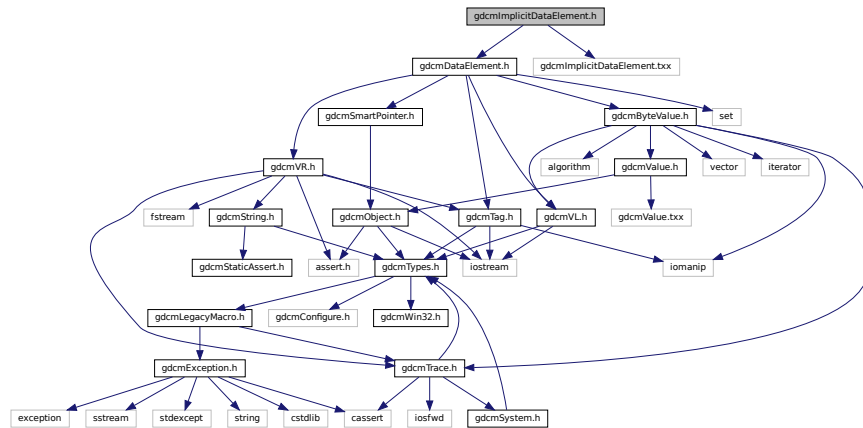 gdcmImplicitDataElement.h
gdcmDataElement.h
gdcmImplicitDataElement.txx
gdcmSmartPointer.h
gdcmByteValue.h
set
gdcmVR.h
algorithm
gdcmValue.h
vector
iterator
fstream
gdcmString.h
gdcmObject.h
gdcmTag.h
gdcmVL.h
gdcmValue.txx
gdcmStaticAssert.h
assert.h
gdcmTypes.h
iostream
iomanip
gdcmLegacyMacro.h
gdcmConfigure.h
gdcmWin32.h
gdcmException.h
gdcmTrace.h
exception
sstream
stdexcept
string
cstdlib
cassert
iosfwd
gdcmSystem.h